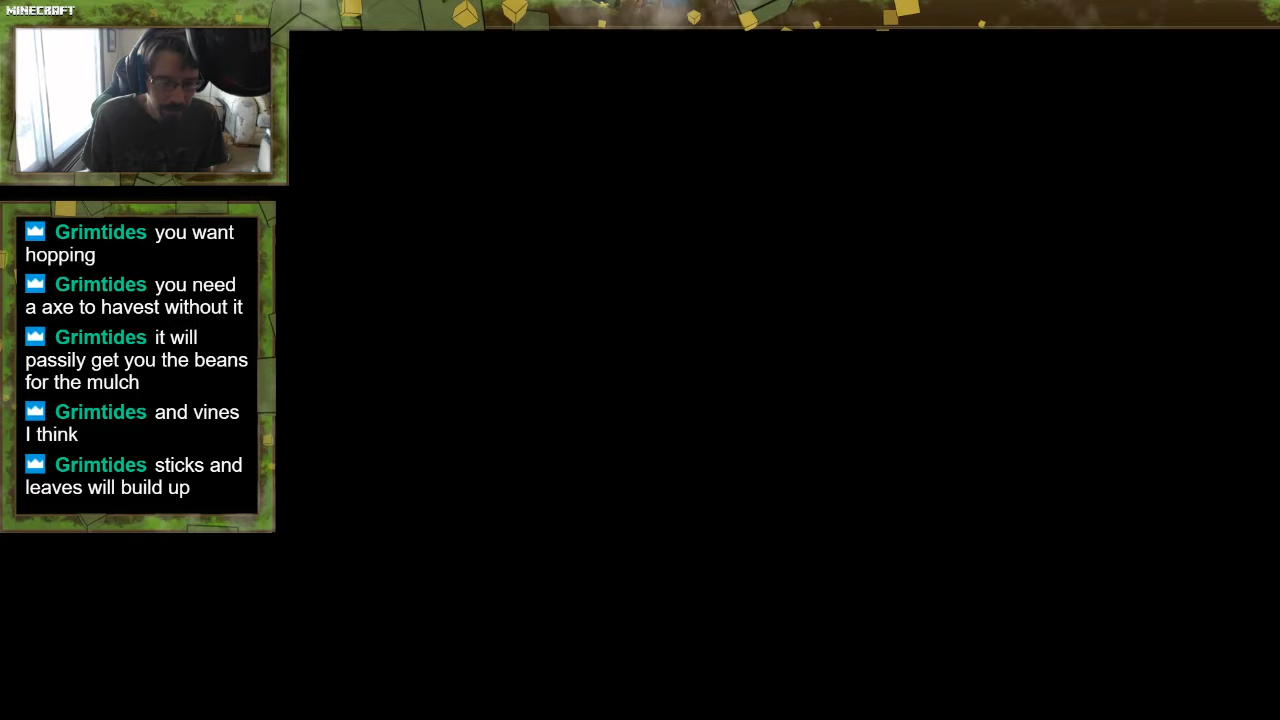 MINECRAFT
Grimtides you want
hopping
Grimtides you need
a axe to havest without it
Grimtides it will
passily get you the beans
for the mulch
Grimtides and vines
I think
Grimtides sticks and
leaves will build up